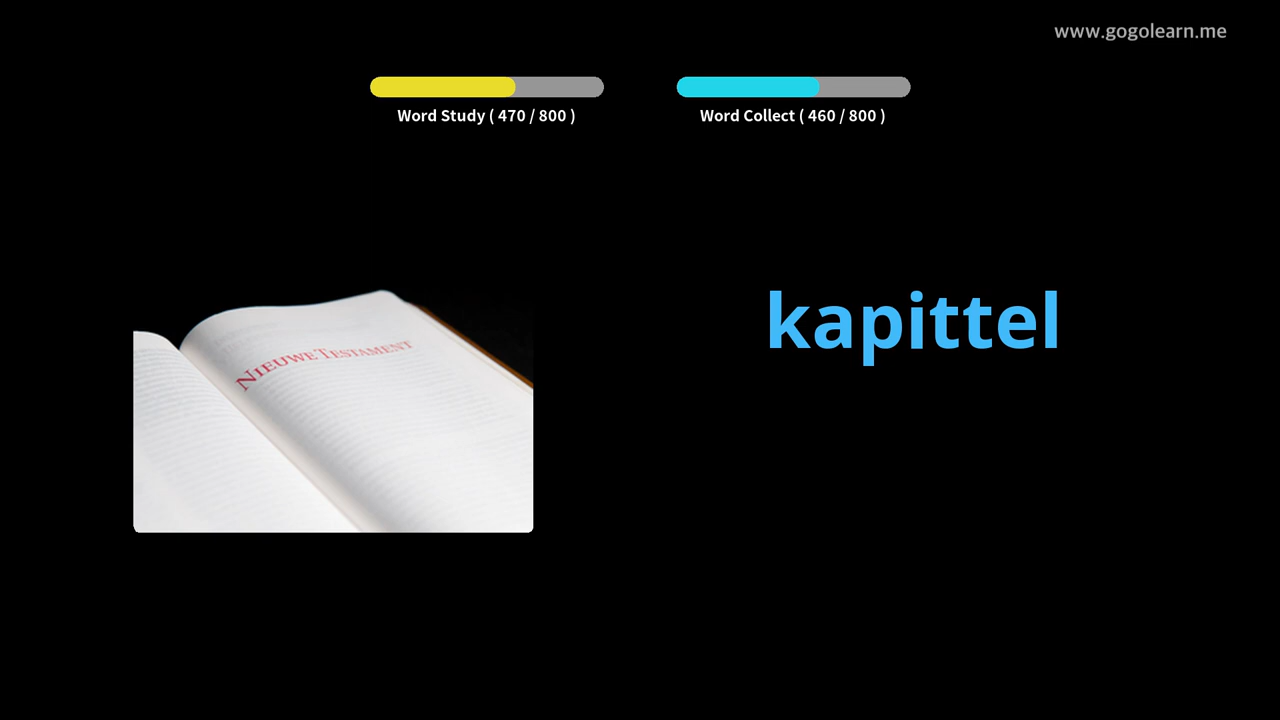 www.gogolearn.me
Word Study ( 470 / 800 )
Word Collect ( 460 / 800 )
kapittel
NIEUWE TESTAMENT